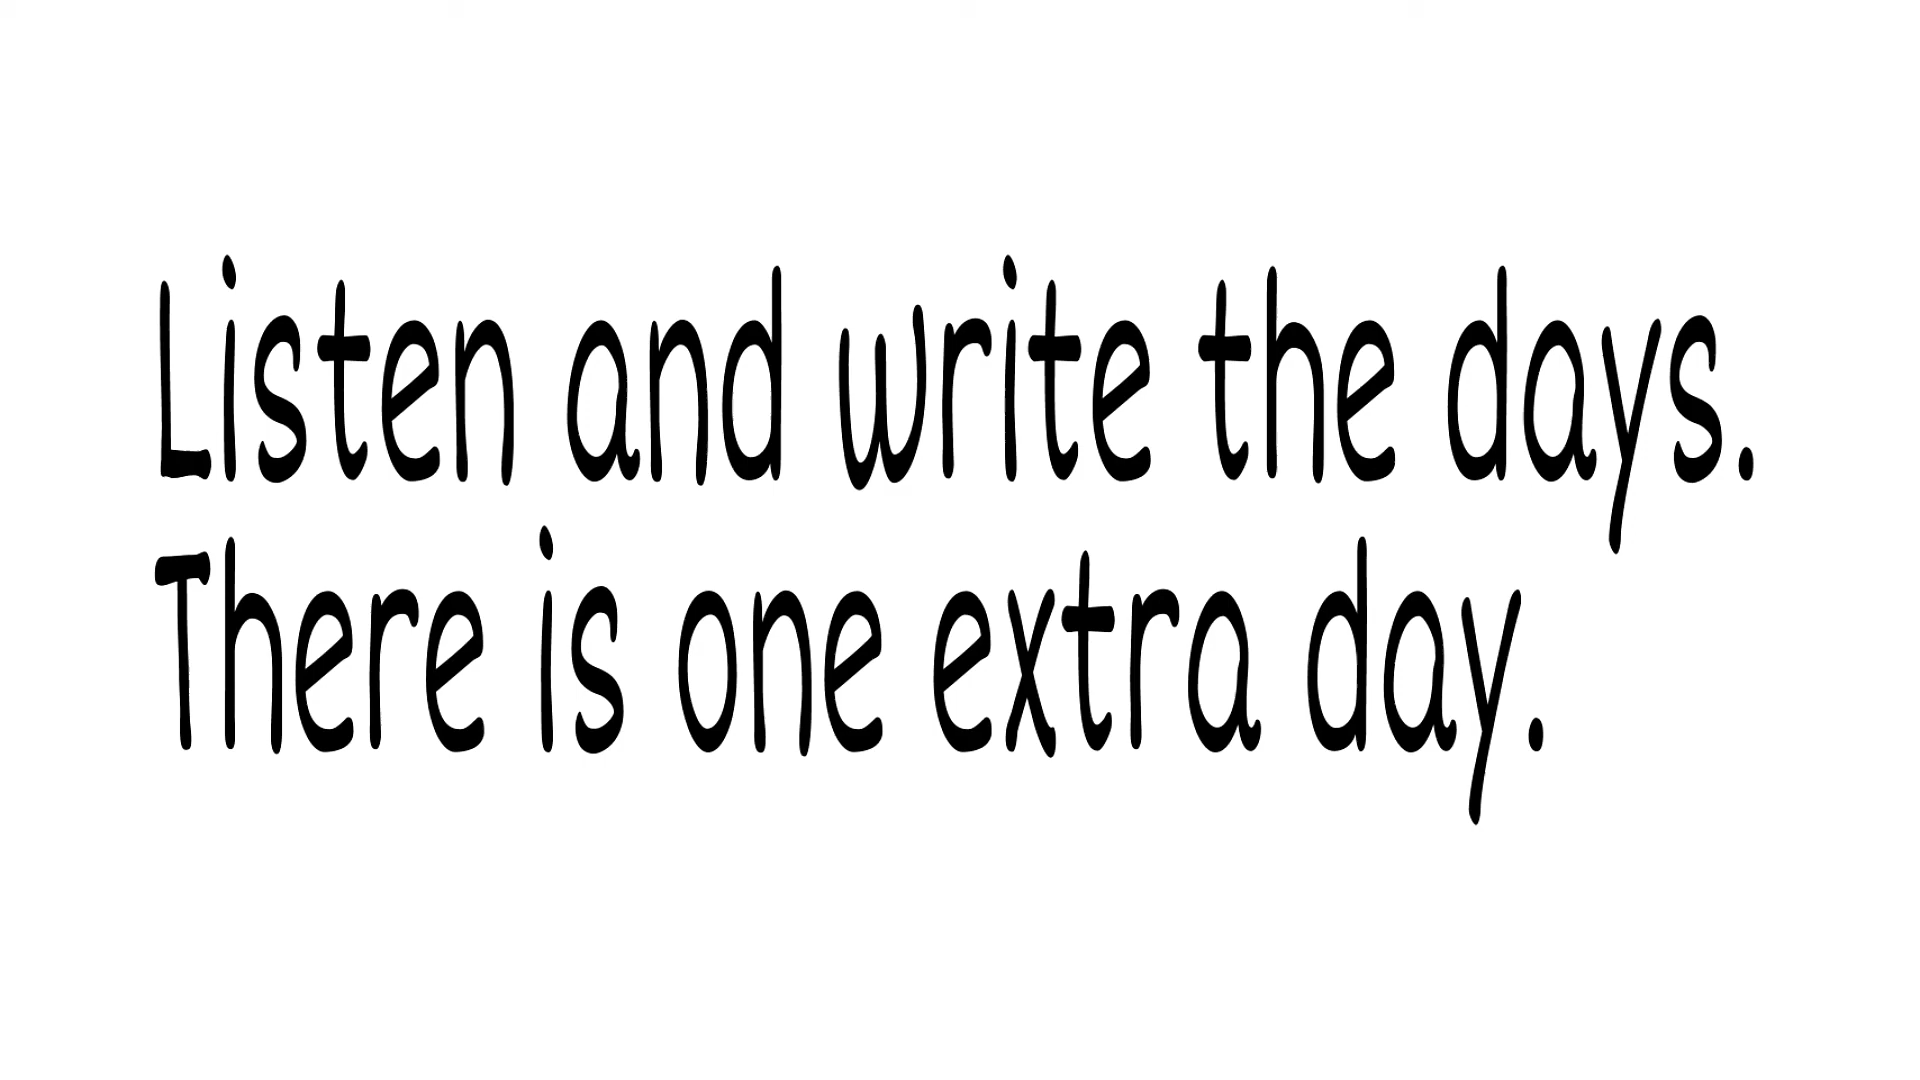 Listen and write the days.
There is one extra day.